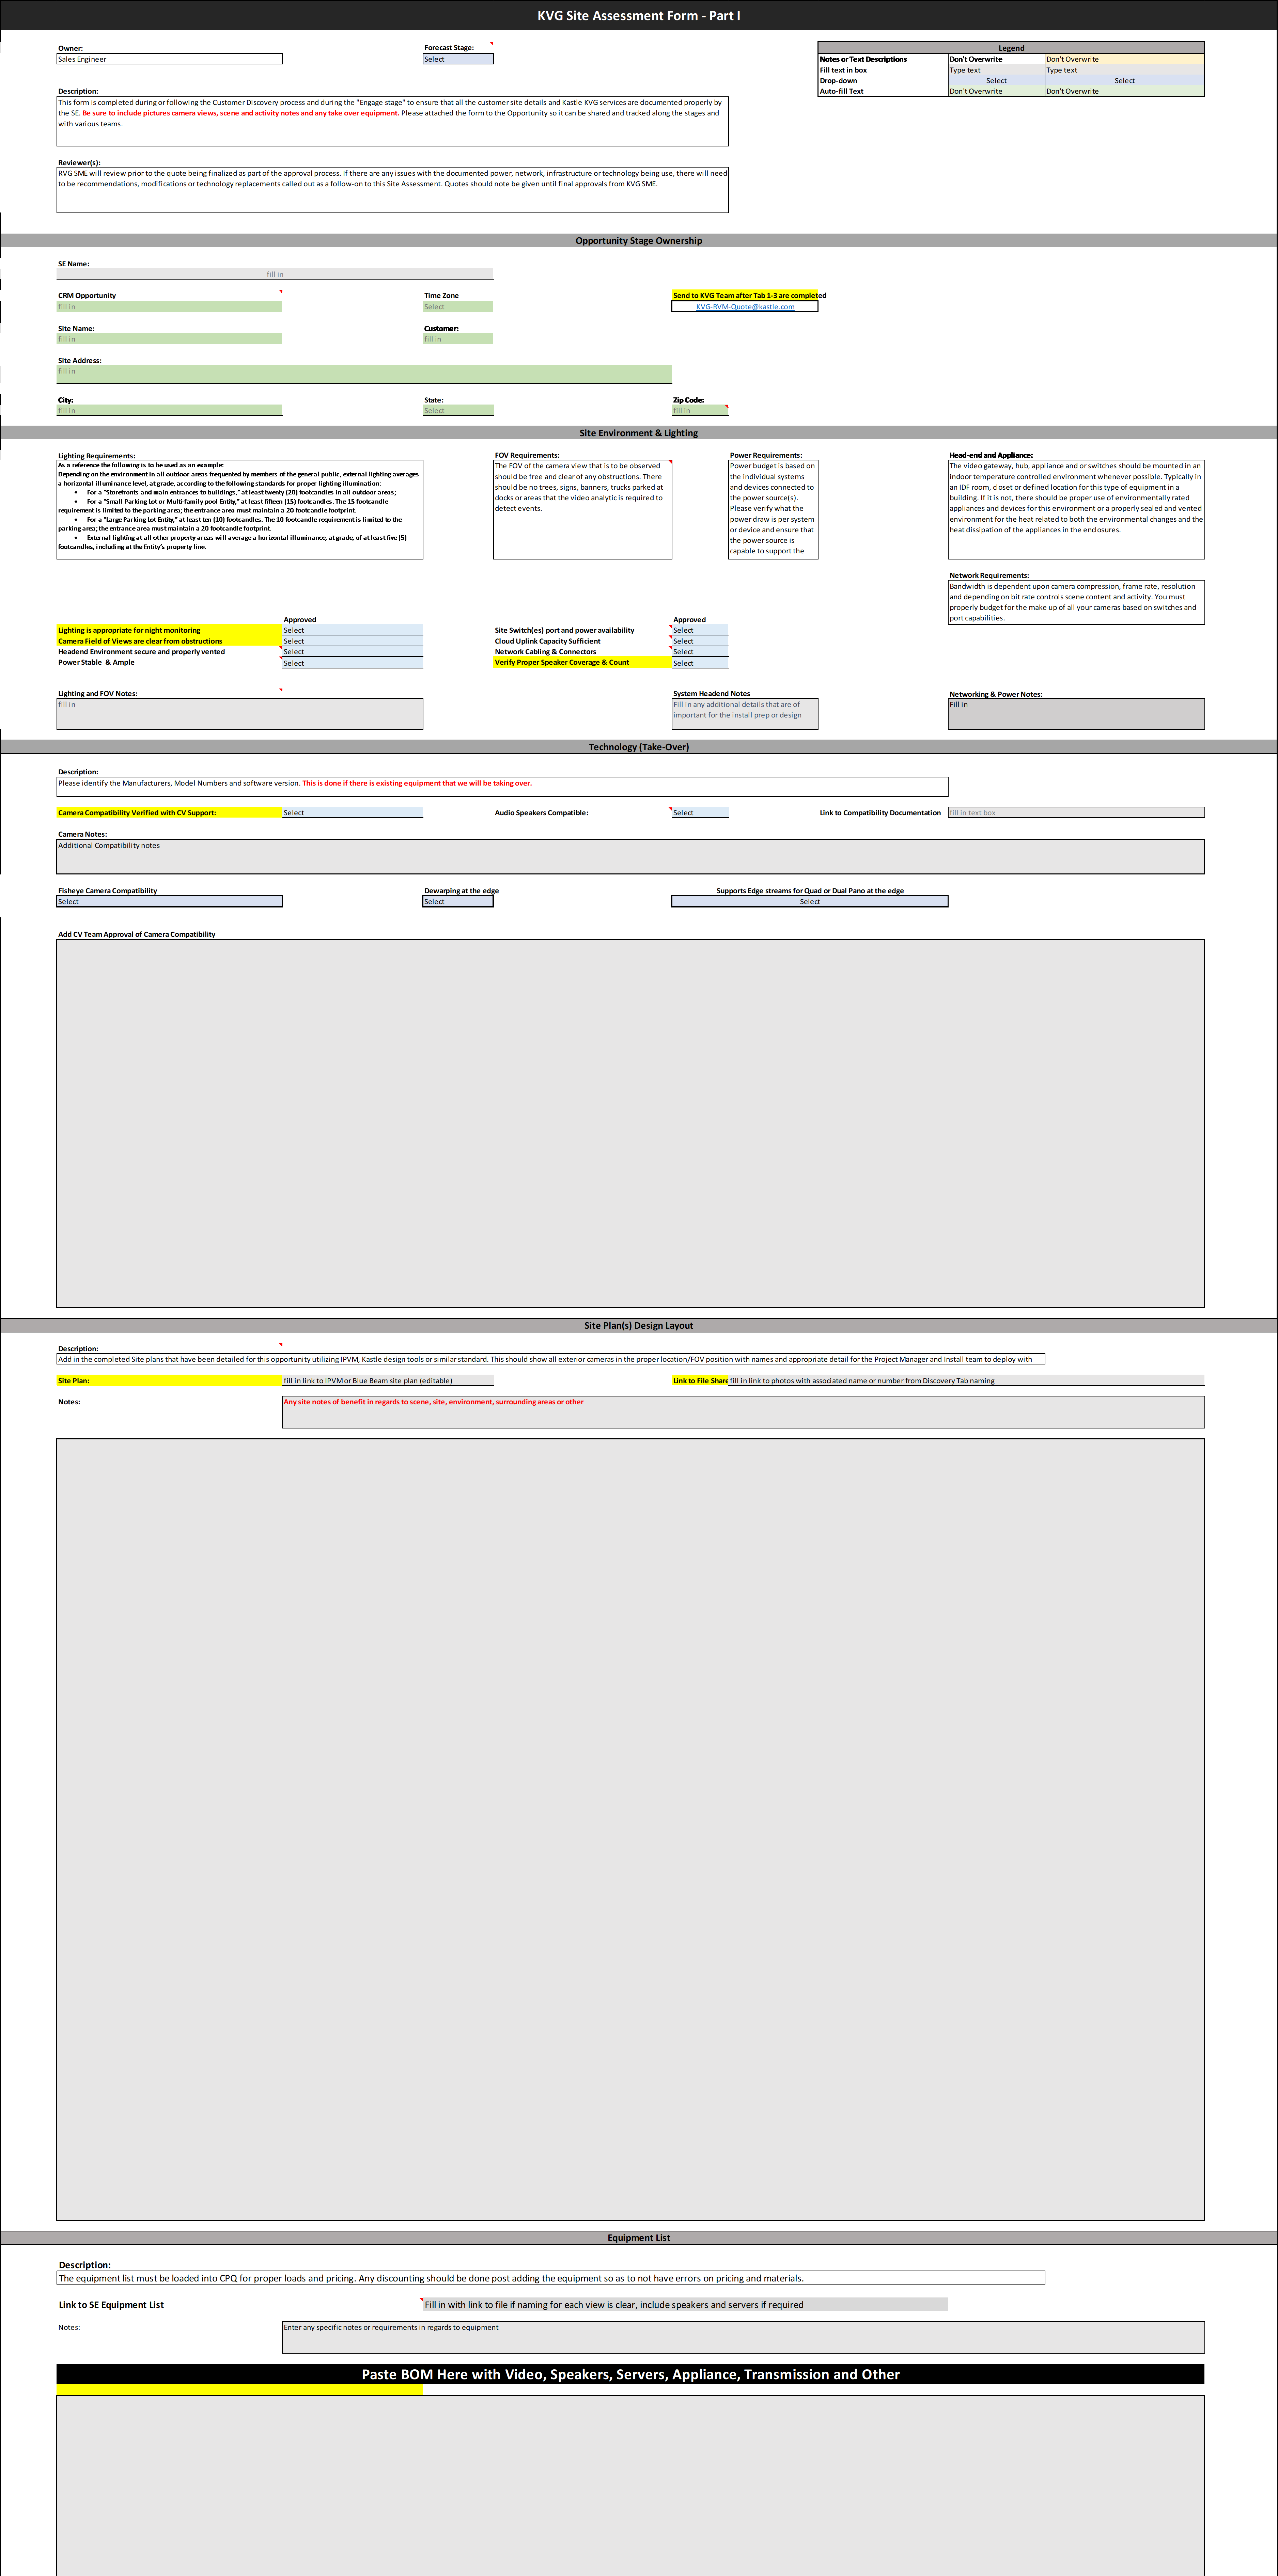 KVG Site Assessment Form - Part I
Owner:
Forecast Stage:
Sales Engineer
Select
Legend
Notes or Text Descriptions Don't Overwrite Don't Overwrite
Fill text in box Type text Type text
Drop-down Select Select
Auto-fill Text Don't Overwrite Don't Overwrite
Description:
This form is completed during or following the Customer Discovery process and during the "Engage stage" to ensure that all the customer site details and Kastle KVG services are documented properly by
the SE. Be sure to include pictures camera views, scene and activity notes and any take over equipment. Please attached the form to the Opportunity so it can be shared and tracked along the stages and
with various teams.
Reviewer(s):
RVG SME will review prior to the quote being finalized as part of the approval process. If there are any issues with the documented power, network, infrastructure or technology being use, there will need
to be recommendations, modifications or technology replacements called out as a follow-on to this Site Assessment. Quotes should note be given until final approvals from KVG SME.
Opportunity Stage Ownership
SE Name:
fill in
CRM Opportunity Time Zone Send to KVG Team after Tab 1-3 are completed
fill in Select KVG-RVM-Quote@kastle.com
Site Name: Customer:
fill in fill in
Site Address:
fill in
City: State: Zip Code:
fill in Select fill in
Site Environment & Lighting
Lighting Requirements:
As a reference the following is to be used as an example:
Depending on the environment in all outdoor areas frequented by members of the general public, external lighting averages
a horizontal illuminance level, at grade, according to the following standards for proper lighting illumination:
• For a "Storefronts and main entrances to buildings," at least twenty (20) footcandles in all outdoor areas;
• For a "Small Parking Lot or Multi-family pool Entity," at least fifteen (15) footcandles. The 15 footcandle
requirement is limited to the parking area; the entrance area must maintain a 20 footcandle footprint.
• For a "Large Parking Lot Entity," at least ten (10) footcandles. The 10 footcandle requirement is limited to the
parking area; the entrance area must maintain a 20 footcandle footprint.
• External lighting at all other property areas will average a horizontal illuminance, at grade, of at least five (5)
footcandles, including at the Entity's property line.
FOV Requirements:
The FOV of the camera view that is to be observed
should be free and clear of any obstructions. There
should be no trees, signs, banners, trucks parked at
docks or areas that the video analytic is required to
detect events.
Power Requirements:
Power budget is based on
the individual systems
and devices connected to
the power source(s).
Please verify what the
power draw is per system
or device and ensure that
the power source is
capable to support the
Head-end and Appliance:
The video gateway, hub, appliance and or switches should be mounted in an
indoor temperature controlled environment whenever possible. Typically in
an IDF room, closet or defined location for this type of equipment in a
building. If it is not, there should be proper use of environmentally rated
appliances and devices for this environment or a properly sealed and vented
environment for the heat related to both the environmental changes and the
heat dissipation of the appliances in the enclosures.
Network Requirements:
Bandwidth is dependent upon camera compression, frame rate, resolution
and depending on bit rate controls scene content and activity. You must
properly budget for the make up of all your cameras based on switches and
port capabilities.
Approved Approved
Lighting is appropriate for night monitoring Select Site Switch(es) port and power availability Select
Camera Field of Views are clear from obstructions Select Cloud Uplink Capacity Sufficient Select
Headend Environment secure and properly vented Select Network Cabling & Connectors Select
Power Stable & Ample Select Verify Proper Speaker Coverage & Count Select
Lighting and FOV Notes:
fill in
System Headend Notes
Fill in any additional details that are of
important for the install prep or design
Networking & Power Notes:
Fill in
Technology (Take-Over)
Description:
Please identify the Manufacturers, Model Numbers and software version. This is done if there is existing equipment that we will be taking over.
Camera Compatibility Verified with CV Support: Select Audio Speakers Compatible: Select Link to Compatibility Documentation fill in text box
Camera Notes:
Additional Compatibility notes
Fisheye Camera Compatibility Dewarping at the edge Supports Edge streams for Quad or Dual Pano at the edge
Select Select Select
Add CV Team Approval of Camera Compatibility
Site Plan(s) Design Layout
Description:
Add in the completed Site plans that have been detailed for this opportunity utilizing IPVM, Kastle design tools or similar standard. This should show all exterior cameras in the proper location/FOV position with names and appropriate detail for the Project Manager and Install team to deploy with
Site Plan: fill in link to IPVM or Blue Beam site plan (editable) Link to File Share fill in link to photos with associated name or number from Discovery Tab naming
Notes: Any site notes of benefit in regards to scene, site, environment, surrounding areas or other
Equipment List
Description:
The equipment list must be loaded into CPQ for proper loads and pricing. Any discounting should be done post adding the equipment so as to not have errors on pricing and materials.
Link to SE Equipment List Fill in with link to file if naming for each view is clear, include speakers and servers if required
Notes: Enter any specific notes or requirements in regards to equipment
Paste BOM Here with Video, Speakers, Servers, Appliance, Transmission and Other